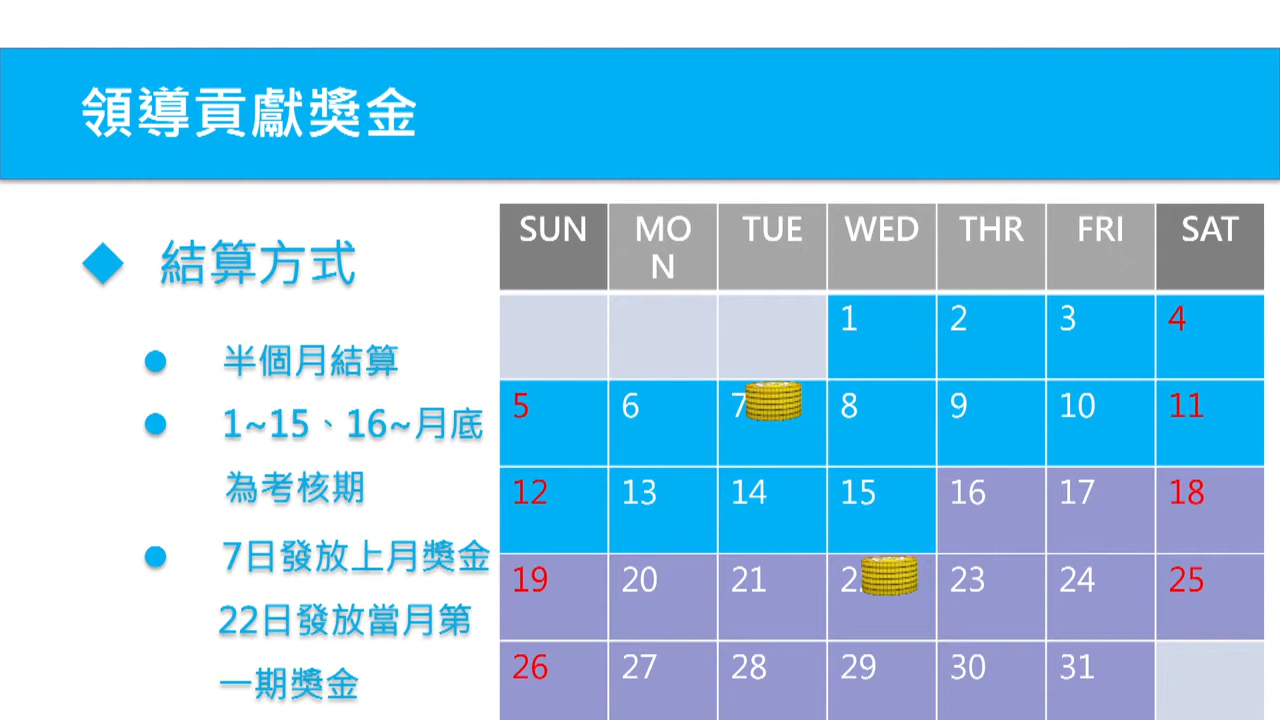 領導貢獻獎金
結算方式
半個月結算
1~15、16~月底
為考核期
7日發放上月獎金
22日發放當月第
一期獎金
SUN MO TUE WED THR FRI SAT
N
1 2 3 4
5 6 7 8 9 10 11
12 13 14 15 16 17 18
19 20 21 2 23 24 25
26 27 28 29 30 31